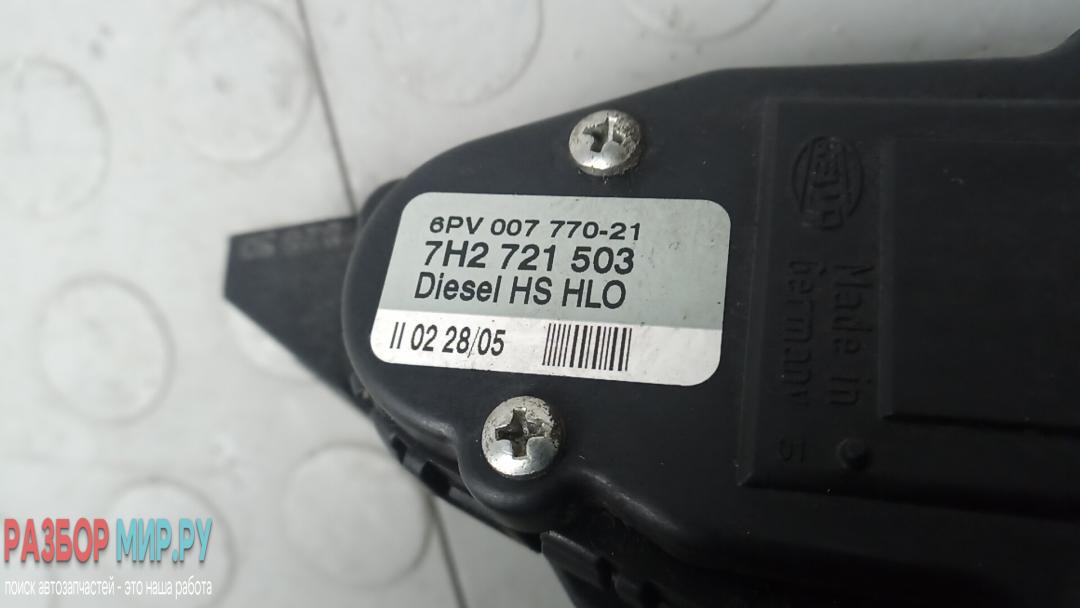 6PV 007 770-21
7H2 721 503
Diesel HS HLO
II 02 28/05
Made in
Germany
РАЗБОР МИР.РУ
поиск автозапчастей - это наша работа